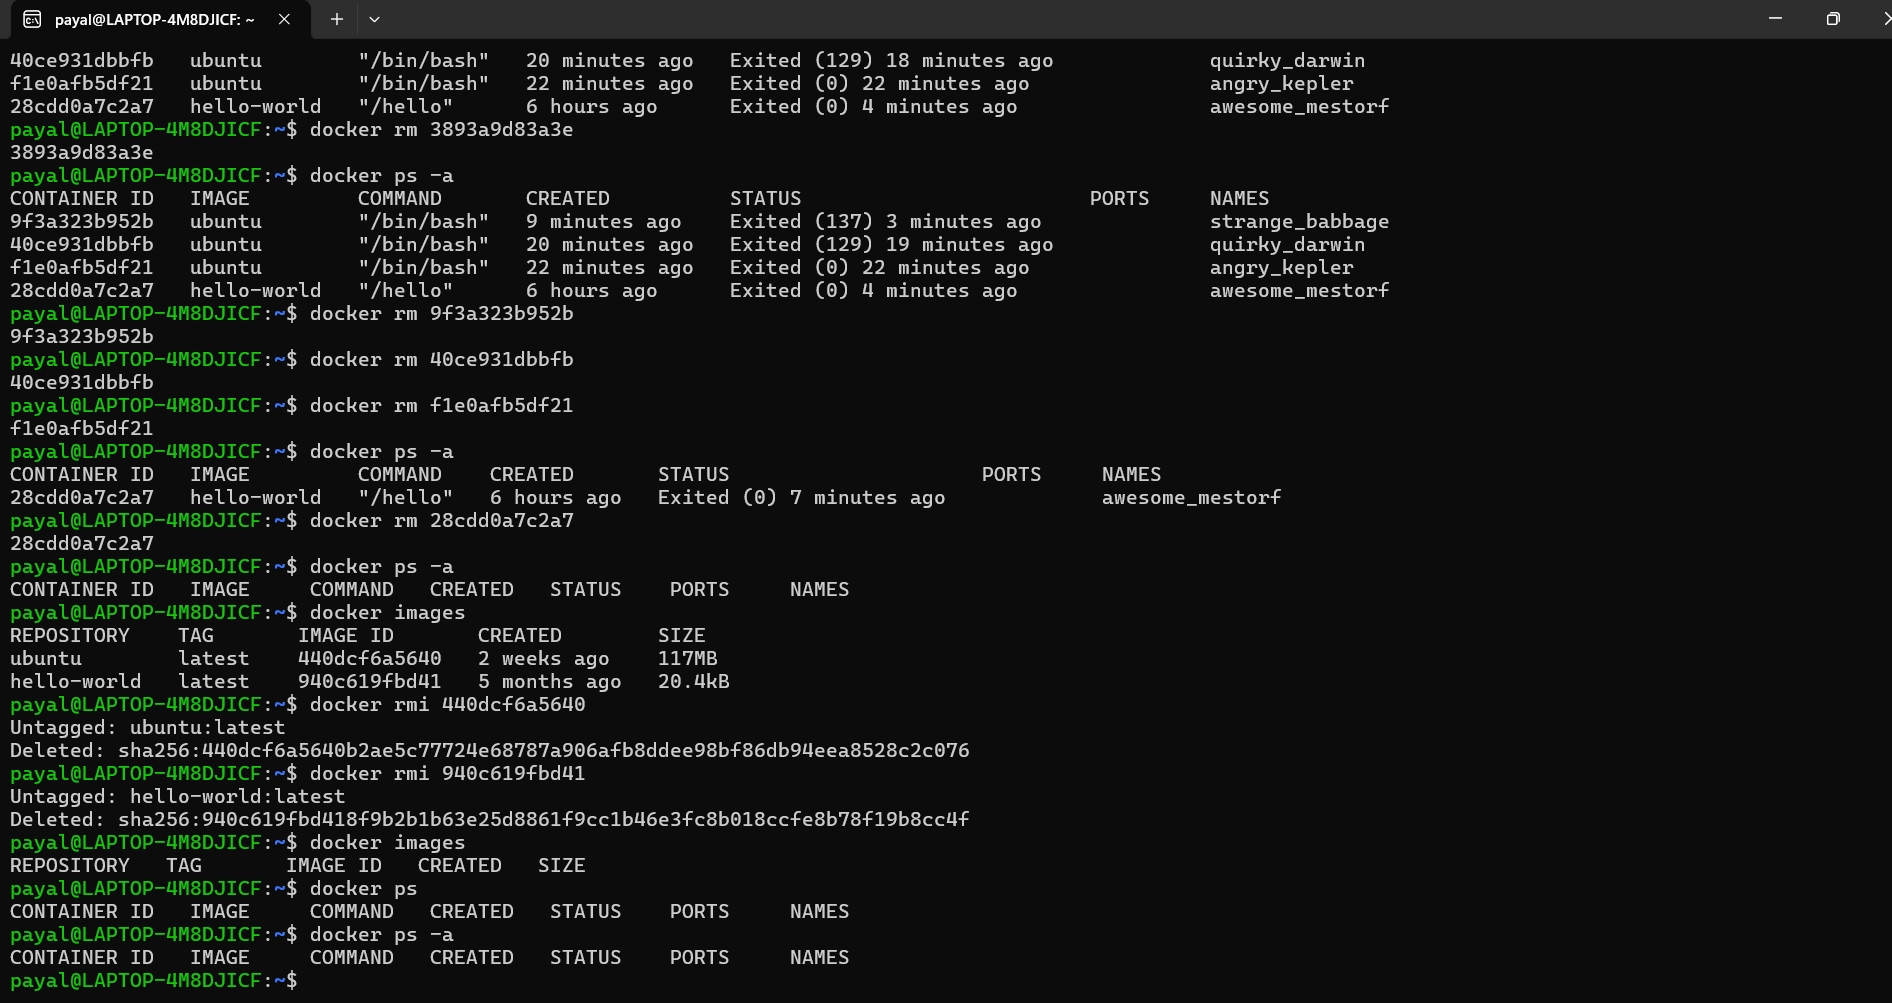 payal@LAPTOP-4M8DJICF: ~
40ce931dbbfb   ubuntu        "/bin/bash"   20 minutes ago   Exited (129) 18 minutes ago             quirky_darwin
f1e0afb5df21   ubuntu        "/bin/bash"   22 minutes ago   Exited (0) 22 minutes ago               angry_kepler
28cdd0a7c2a7   hello-world   "/hello"      6 hours ago      Exited (0) 4 minutes ago                awesome_mestorf
payal@LAPTOP-4M8DJICF:~$ docker rm 3893a9d83a3e
3893a9d83a3e
payal@LAPTOP-4M8DJICF:~$ docker ps -a
CONTAINER ID   IMAGE         COMMAND       CREATED          STATUS                        PORTS     NAMES
9f3a323b952b   ubuntu        "/bin/bash"   9 minutes ago    Exited (137) 3 minutes ago              strange_babbage
40ce931dbbfb   ubuntu        "/bin/bash"   20 minutes ago   Exited (129) 19 minutes ago             quirky_darwin
f1e0afb5df21   ubuntu        "/bin/bash"   22 minutes ago   Exited (0) 22 minutes ago               angry_kepler
28cdd0a7c2a7   hello-world   "/hello"      6 hours ago      Exited (0) 4 minutes ago                awesome_mestorf
payal@LAPTOP-4M8DJICF:~$ docker rm 9f3a323b952b
9f3a323b952b
payal@LAPTOP-4M8DJICF:~$ docker rm 40ce931dbbfb
40ce931dbbfb
payal@LAPTOP-4M8DJICF:~$ docker rm f1e0afb5df21
f1e0afb5df21
payal@LAPTOP-4M8DJICF:~$ docker ps -a
CONTAINER ID   IMAGE         COMMAND    CREATED       STATUS                     PORTS     NAMES
28cdd0a7c2a7   hello-world   "/hello"   6 hours ago   Exited (0) 7 minutes ago             awesome_mestorf
payal@LAPTOP-4M8DJICF:~$ docker rm 28cdd0a7c2a7
28cdd0a7c2a7
payal@LAPTOP-4M8DJICF:~$ docker ps -a
CONTAINER ID   IMAGE     COMMAND   CREATED   STATUS    PORTS     NAMES
payal@LAPTOP-4M8DJICF:~$ docker images
REPOSITORY    TAG       IMAGE ID       CREATED        SIZE
ubuntu        latest    440dcf6a5640   2 weeks ago    117MB
hello-world   latest    940c619fbd41   5 months ago   20.4kB
payal@LAPTOP-4M8DJICF:~$ docker rmi 440dcf6a5640
Untagged: ubuntu:latest
Deleted: sha256:440dcf6a5640b2ae5c77724e68787a906afb8ddee98bf86db94eea8528c2c076
payal@LAPTOP-4M8DJICF:~$ docker rmi 940c619fbd41
Untagged: hello-world:latest
Deleted: sha256:940c619fbd418f9b2b1b63e25d8861f9cc1b46e3fc8b018ccfe8b78f19b8cc4f
payal@LAPTOP-4M8DJICF:~$ docker images
REPOSITORY   TAG       IMAGE ID   CREATED   SIZE
payal@LAPTOP-4M8DJICF:~$ docker ps
CONTAINER ID   IMAGE     COMMAND   CREATED   STATUS    PORTS     NAMES
payal@LAPTOP-4M8DJICF:~$ docker ps -a
CONTAINER ID   IMAGE     COMMAND   CREATED   STATUS    PORTS     NAMES
payal@LAPTOP-4M8DJICF:~$